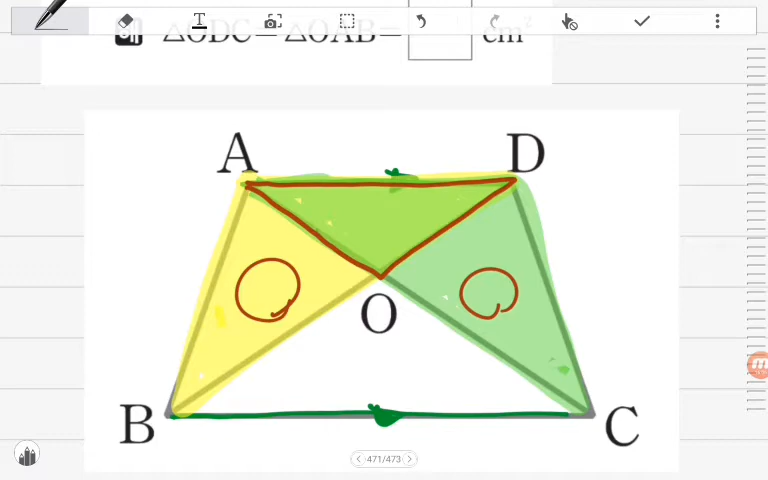 △ODC=△OAB= cm²
A D
O
B C
471/473